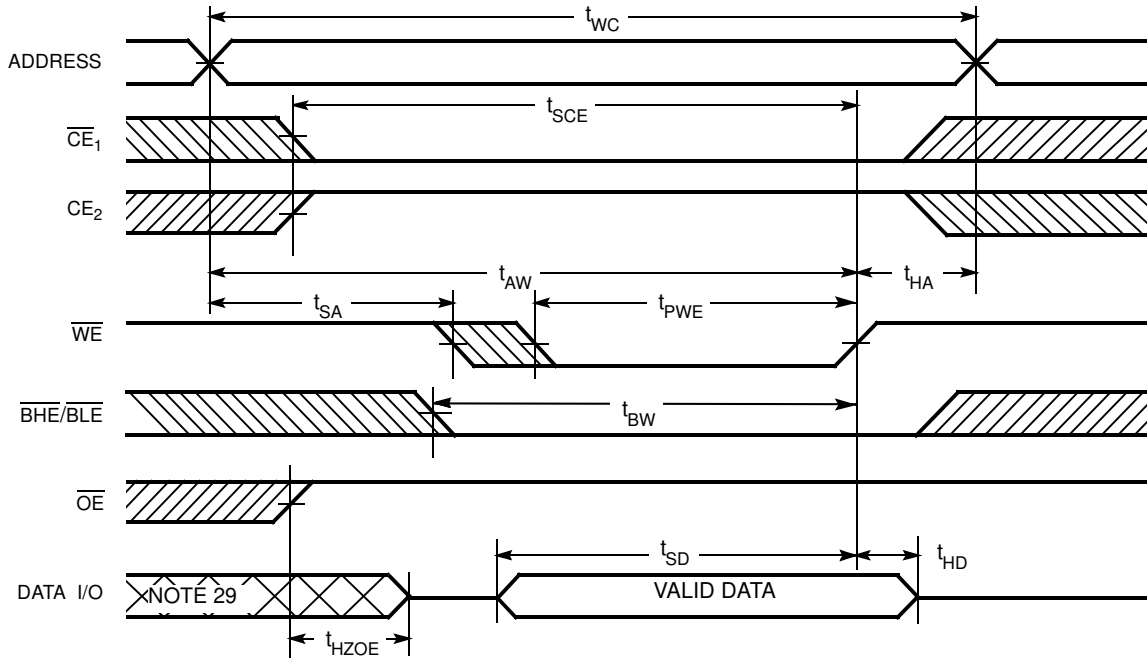 tWC
ADDRESS
tSCE
CE1
CE2
tAW
tHA
tSA
tPWE
WE
BHE/BLE
tBW
OE
tSD
tHD
DATA I/O
NOTE 29
VALID DATA
tHZOE